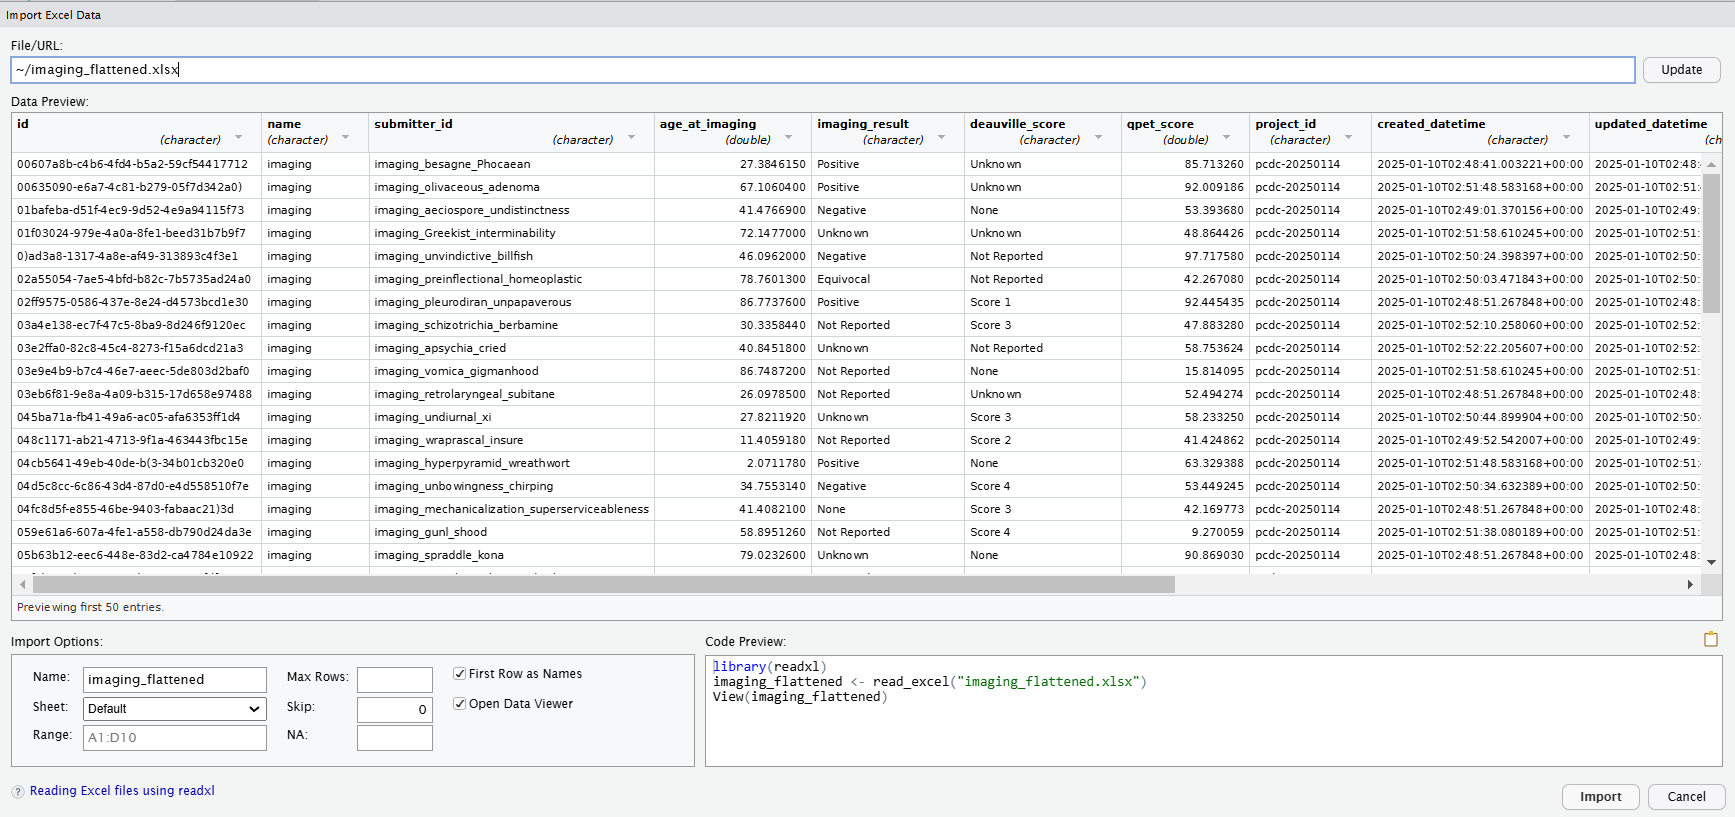 Import Excel Data
File/URL:
~/imaging_flattened.xlsx
Update
Data Preview:
id name submitter_id age_at_imaging imaging_result deauville_score qpet_score project_id created_datetime updated_datetime
(character) (character) (character) (double) (character) (character) (double) (character) (character) (ch
00607a8b-c4b6-4fd4-b5a2-59cf54417712 imaging imaging_besagne_Phocaean 27.3846150 Positive Unknown 85.713260 pcdc-20250114 2025-01-10T02:48:41.003221+00:00 2025-01-10T02:48:
00635090-e6a7-4c81-b279-05f7d342a0) imaging imaging_olivaceous_adenoma 67.1060400 Positive Unknown 92.009186 pcdc-20250114 2025-01-10T02:51:48.583168+00:00 2025-01-10T02:51:
01bafeba-d51f-4ec9-9d52-4e9a94115f73 imaging imaging_aeciospore_undistinctness 41.4766900 Negative None 53.393680 pcdc-20250114 2025-01-10T02:49:01.370156+00:00 2025-01-10T02:49:
01f03024-979e-4a0a-8fe1-beed31b7b9f7 imaging imaging_Greekist_interminability 72.1477000 Unknown Unknown 48.864426 pcdc-20250114 2025-01-10T02:51:58.610245+00:00 2025-01-10T02:51:
0)ad3a8-1317-4a8e-af49-313893c4f3e1 imaging imaging_unvindictive_billfish 46.0962000 Negative Not Reported 97.717580 pcdc-20250114 2025-01-10T02:50:24.398397+00:00 2025-01-10T02:50:
02a55054-7ae5-4bfd-b82c-7b5735ad24a0 imaging imaging_preinflectional_homeoplastic 78.7601300 Equivocal Not Reported 42.267080 pcdc-20250114 2025-01-10T02:50:03.471843+00:00 2025-01-10T02:50:
02ff9575-0586-437e-8e24-d4573bcd1e30 imaging imaging_pleurodiran_unpapaverous 86.7737600 Positive Score 1 92.445435 pcdc-20250114 2025-01-10T02:48:51.267848+00:00 2025-01-10T02:48:
03a4e138-ec7f-47c5-8ba9-8d246f9120ec imaging imaging_schizotrichia_berbamine 30.3358440 Not Reported Score 3 47.883280 pcdc-20250114 2025-01-10T02:52:10.258060+00:00 2025-01-10T02:52:
03e2ffa0-82c8-45c4-8273-f15a6dcd21a3 imaging imaging_apsychia_cried 40.8451800 Unknown Not Reported 58.753624 pcdc-20250114 2025-01-10T02:52:22.205607+00:00 2025-01-10T02:52:
03e9e4b9-b7c4-46e7-aeec-5de803d2baf0 imaging imaging_vomica_gigmanhood 86.7487200 Not Reported None 15.814095 pcdc-20250114 2025-01-10T02:51:58.610245+00:00 2025-01-10T02:51:
03eb6f81-9e8a-4a09-b315-17d658e97488 imaging imaging_retrolaryngeal_subitane 26.0978500 Not Reported Unknown 52.494274 pcdc-20250114 2025-01-10T02:48:51.267848+00:00 2025-01-10T02:48:
045ba71a-fb41-49a6-ac05-afa6353ff1d4 imaging imaging_undiurnal_xi 27.8211920 Unknown Score 3 58.233250 pcdc-20250114 2025-01-10T02:50:44.899904+00:00 2025-01-10T02:50:
048c1171-ab21-4713-9f1a-463443fbc15e imaging imaging_wraprascal_insure 11.4059180 Not Reported Score 2 41.424862 pcdc-20250114 2025-01-10T02:49:52.542007+00:00 2025-01-10T02:49:
04cb5641-49eb-40de-b(3-34b01cb320e0 imaging imaging_hyperpyramid_wreathwort 2.0711780 Positive None 63.329388 pcdc-20250114 2025-01-10T02:51:48.583168+00:00 2025-01-10T02:51:
04d5c8cc-6c86-43d4-87d0-e4d558510f7e imaging imaging_unbowingness_chirping 34.7553140 Negative Score 4 53.449245 pcdc-20250114 2025-01-10T02:50:34.632389+00:00 2025-01-10T02:50:
04fc8d5f-e855-46be-9403-fabaac21)3d imaging imaging_mechanicalization_superserviceableness 41.4082100 None Score 3 42.169773 pcdc-20250114 2025-01-10T02:48:51.267848+00:00 2025-01-10T02:48:
059e61a6-607a-4fe1-a558-db790d24da3e imaging imaging_gunl_shood 58.8951260 Not Reported Score 4 9.270059 pcdc-20250114 2025-01-10T02:51:38.080189+00:00 2025-01-10T02:51:
05b63b12-eec6-448e-83d2-ca4784e10922 imaging imaging_spraddle_kona 79.0232600 Unknown None 90.869030 pcdc-20250114 2025-01-10T02:48:51.267848+00:00 2025-01-10T02:48:
Previewing first 50 entries.
Import Options:
Name: imaging_flattened Max Rows: First Row as Names
Sheet: Default Skip: 0 Open Data Viewer
Range: A1:D10 NA:
Code Preview:
library(readxl)
imaging_flattened <- read_excel("imaging_flattened.xlsx")
View(imaging_flattened)
? Reading Excel files using readxl
Import Cancel